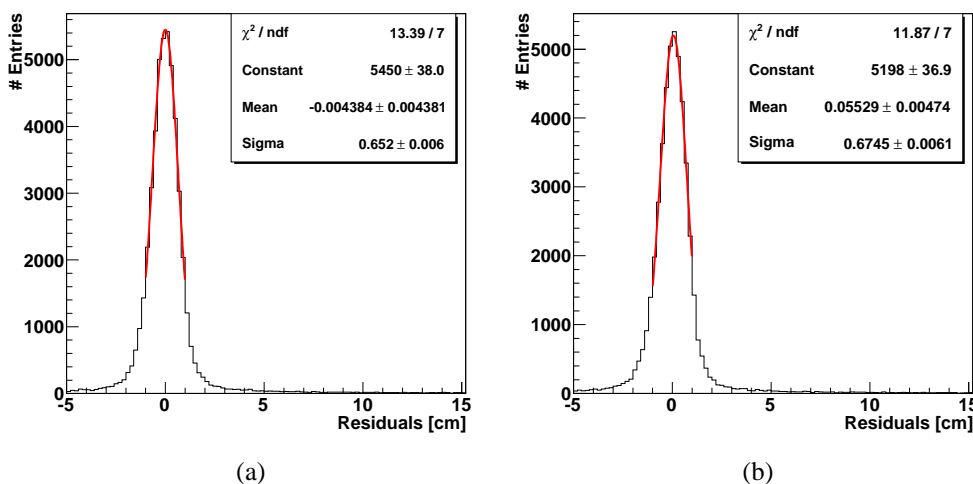 # Entries
5000
4000
3000
2000
1000
0
-5 0 5 10 15
Residuals [cm]
χ² / ndf 13.39 / 7
Constant 5450 ± 38.0
Mean -0.004384 ± 0.004381
Sigma 0.652 ± 0.006
(a)
# Entries
5000
4000
3000
2000
1000
0
-5 0 5 10 15
Residuals [cm]
χ² / ndf 11.87 / 7
Constant 5198 ± 36.9
Mean 0.05529 ± 0.00474
Sigma 0.6745 ± 0.0061
(b)